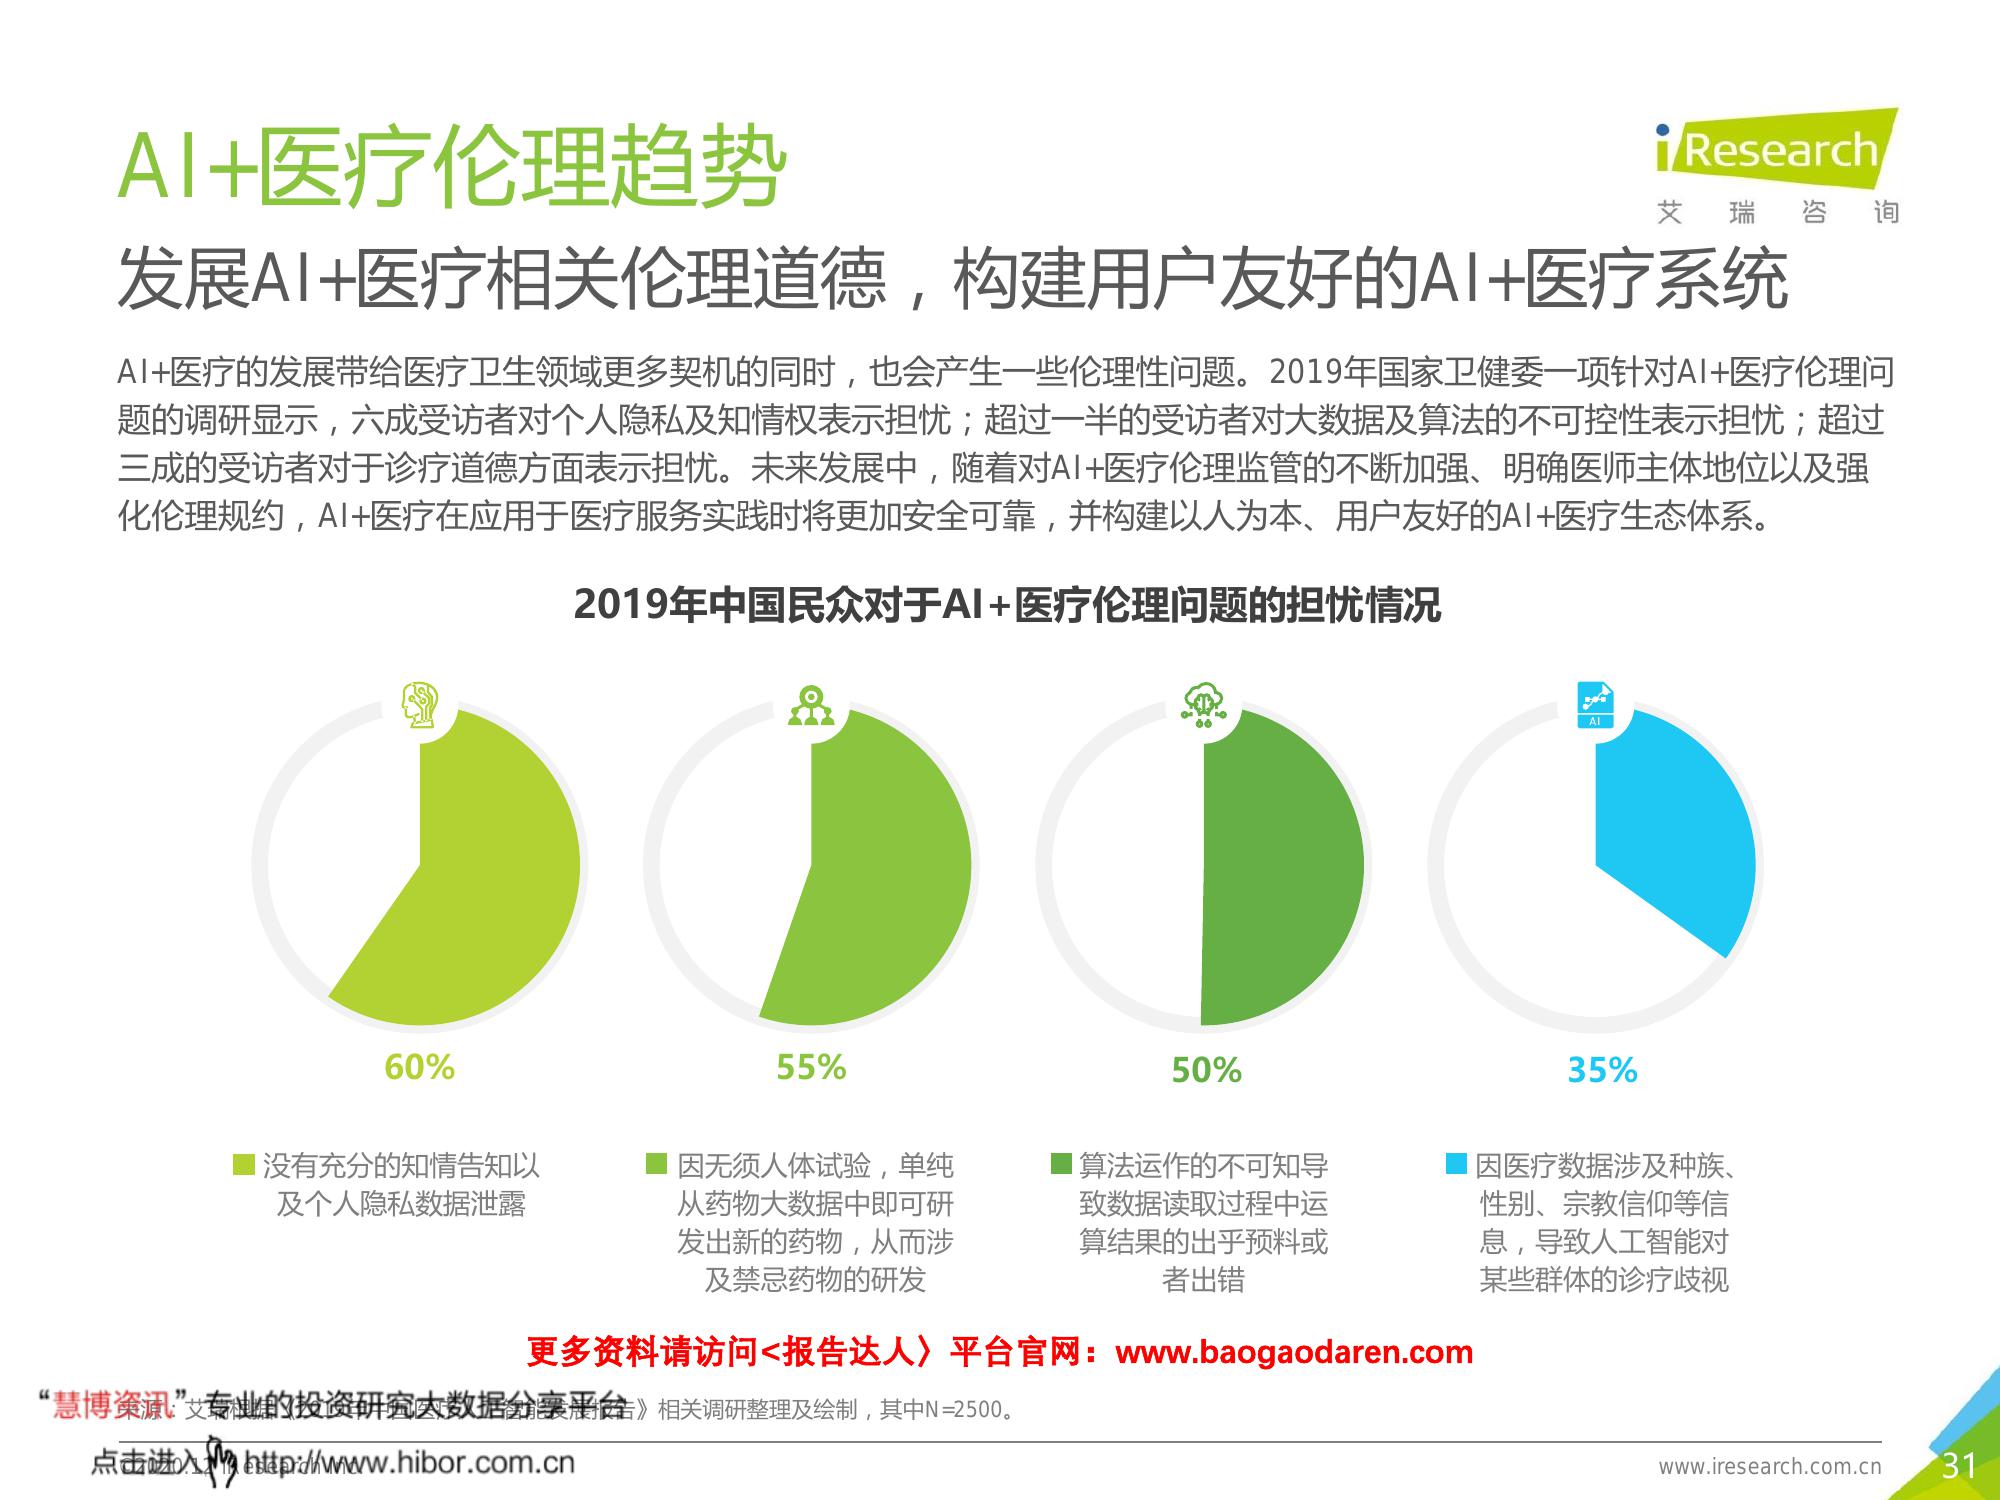 AI+医疗伦理趋势
iResearch
艾瑞咨询
发展AI+医疗相关伦理道德，构建用户友好的AI+医疗系统
AI+医疗的发展带给医疗卫生领域更多契机的同时，也会产生一些伦理性问题。2019年国家卫健委一项针对AI+医疗伦理问
题的调研显示，六成受访者对个人隐私及知情权表示担忧；超过一半的受访者对大数据及算法的不可控性表示担忧；超过
三成的受访者对于诊疗道德方面表示担忧。未来发展中，随着对AI+医疗伦理监管的不断加强、明确医师主体地位以及强
化伦理规约，AI+医疗在应用于医疗服务实践时将更加安全可靠，并构建以人为本、用户友好的AI+医疗生态体系。
2019年中国民众对于AI+医疗伦理问题的担忧情况
AI
60%
55%
50%
35%
没有充分的知情告知以
及个人隐私数据泄露
因无须人体试验，单纯
从药物大数据中即可研
发出新的药物，从而涉
及禁忌药物的研发
算法运作的不可知导
致数据读取过程中运
算结果的出乎预料或
者出错
因医疗数据涉及种族、
性别、宗教信仰等信
息，导致人工智能对
某些群体的诊疗歧视
更多资料请访问<报告达人〉平台官网：www.baogaodaren.com
“慧博资讯”专业的投资研究大数据分享平台
来源：艾瑞根据《 发展报告》相关调研整理及绘制，其中N=2500。
点击进入 http://www.hibor.com.cn
©2020.12 iResearch Inc.
www.iresearch.com.cn
31